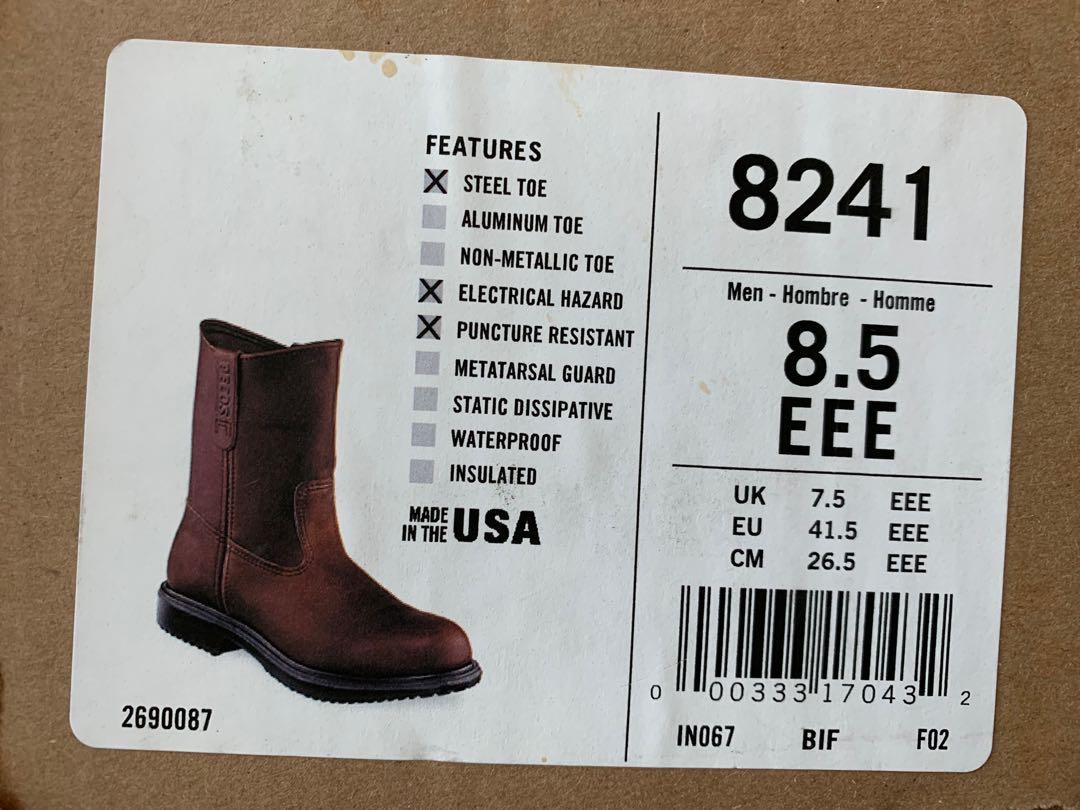 FEATURES
STEEL TOE
ALUMINUM TOE
NON-METALLIC TOE
ELECTRICAL HAZARD
PUNCTURE RESISTANT
METATARSAL GUARD
STATIC DISSIPATIVE
WATERPROOF
INSULATED
MADE
IN THE USA
PECOS
2690087
8241
Men - Hombre - Homme
8.5
EEE
UK 7.5 EEE
EU 41.5 EEE
CM 26.5 EEE
0 00333 17043 2
IN067 BIF F02